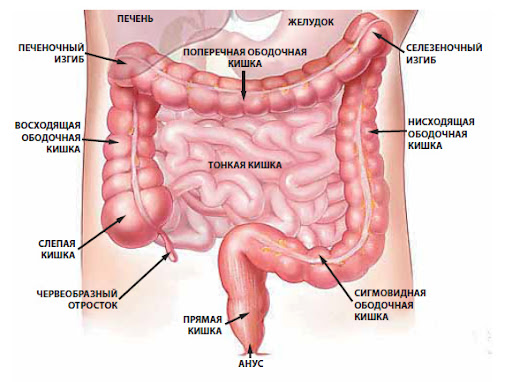 ПЕЧЕНЬ
ЖЕЛУДОК
ПЕЧЕНОЧНЫЙ
ИЗГИБ
ПОПЕРЕЧНАЯ ОБОДОЧНАЯ
КИШКА
СЕЛЕЗЕНОЧНЫЙ
ИЗГИБ
ВОСХОДЯЩАЯ
ОБОДОЧНАЯ
КИШКА
НИСХОДЯЩАЯ
ОБОДОЧНАЯ
КИШКА
ТОНКАЯ КИШКА
СЛЕПАЯ
КИШКА
ЧЕРВЕОБРАЗНЫЙ
ОТРОСТОК
СИГМОВИДНАЯ
ОБОДОЧНАЯ
КИШКА
ПРЯМАЯ
КИШКА
АНУС